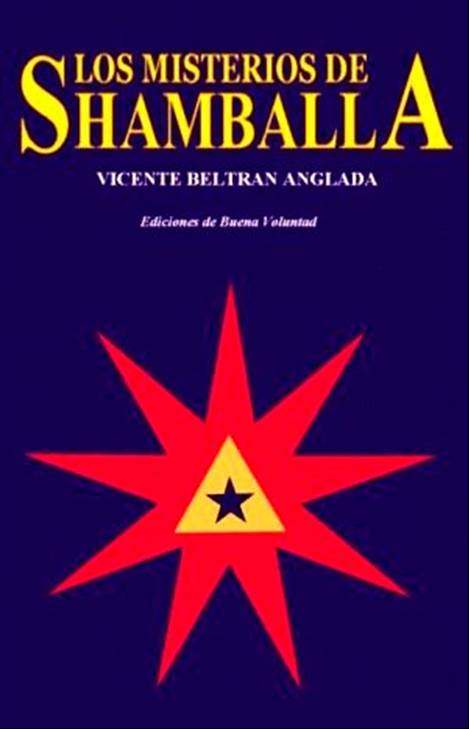 LOS MISTERIOS DE
SHAMBALLA
VICENTE BELTRAN ANGLADA
Ediciones de Buena Voluntad